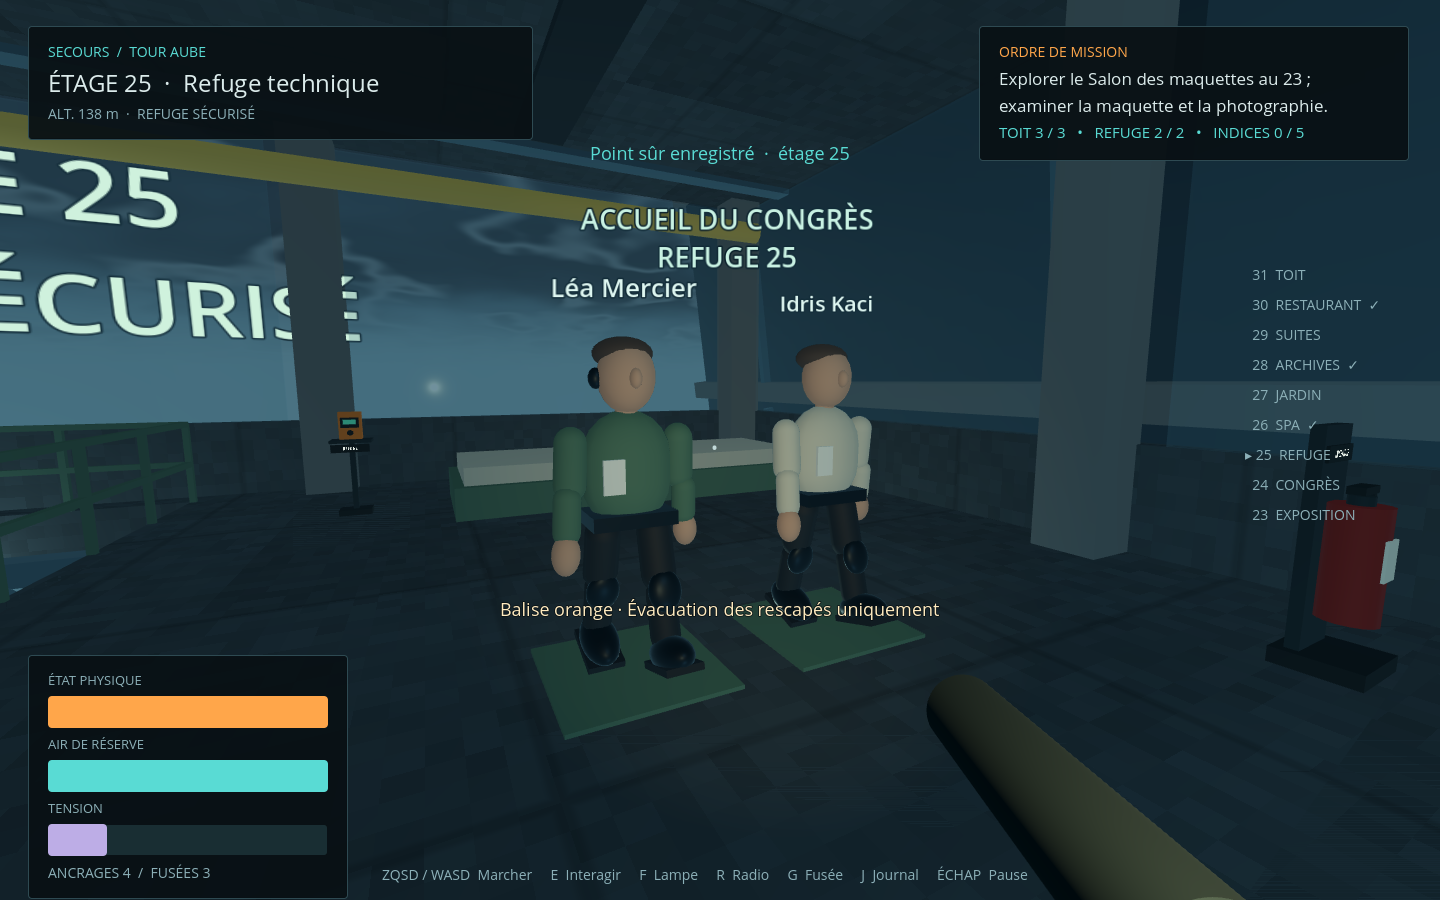 SECOURS / TOUR AUBE
ÉTAGE 25 · Refuge technique
ALT. 138 m · REFUGE SÉCURISÉ
ORDRE DE MISSION
Explorer le Salon des maquettes au 23 ;
examiner la maquette et la photographie.
TOIT 3 / 3 • REFUGE 2 / 2 • INDICES 0 / 5
Point sûr enregistré · étage 25
E 25
ÉCURISÉ
ACCUEIL DU CONGRÈS
REFUGE 25
Léa Mercier
Idris Kaci
31 TOIT
30 RESTAURANT ✓
29 SUITES
28 ARCHIVES ✓
27 JARDIN
26 SPA ✓
▸ 25 REFUGE
24 CONGRÈS
23 EXPOSITION
Balise orange · Évacuation des rescapés uniquement
ÉTAT PHYSIQUE
AIR DE RÉSERVE
TENSION
ANCRAGES 4 / FUSÉES 3
ZQSD / WASD Marcher E Interagir F Lampe R Radio G Fusée J Journal ÉCHAP Pause